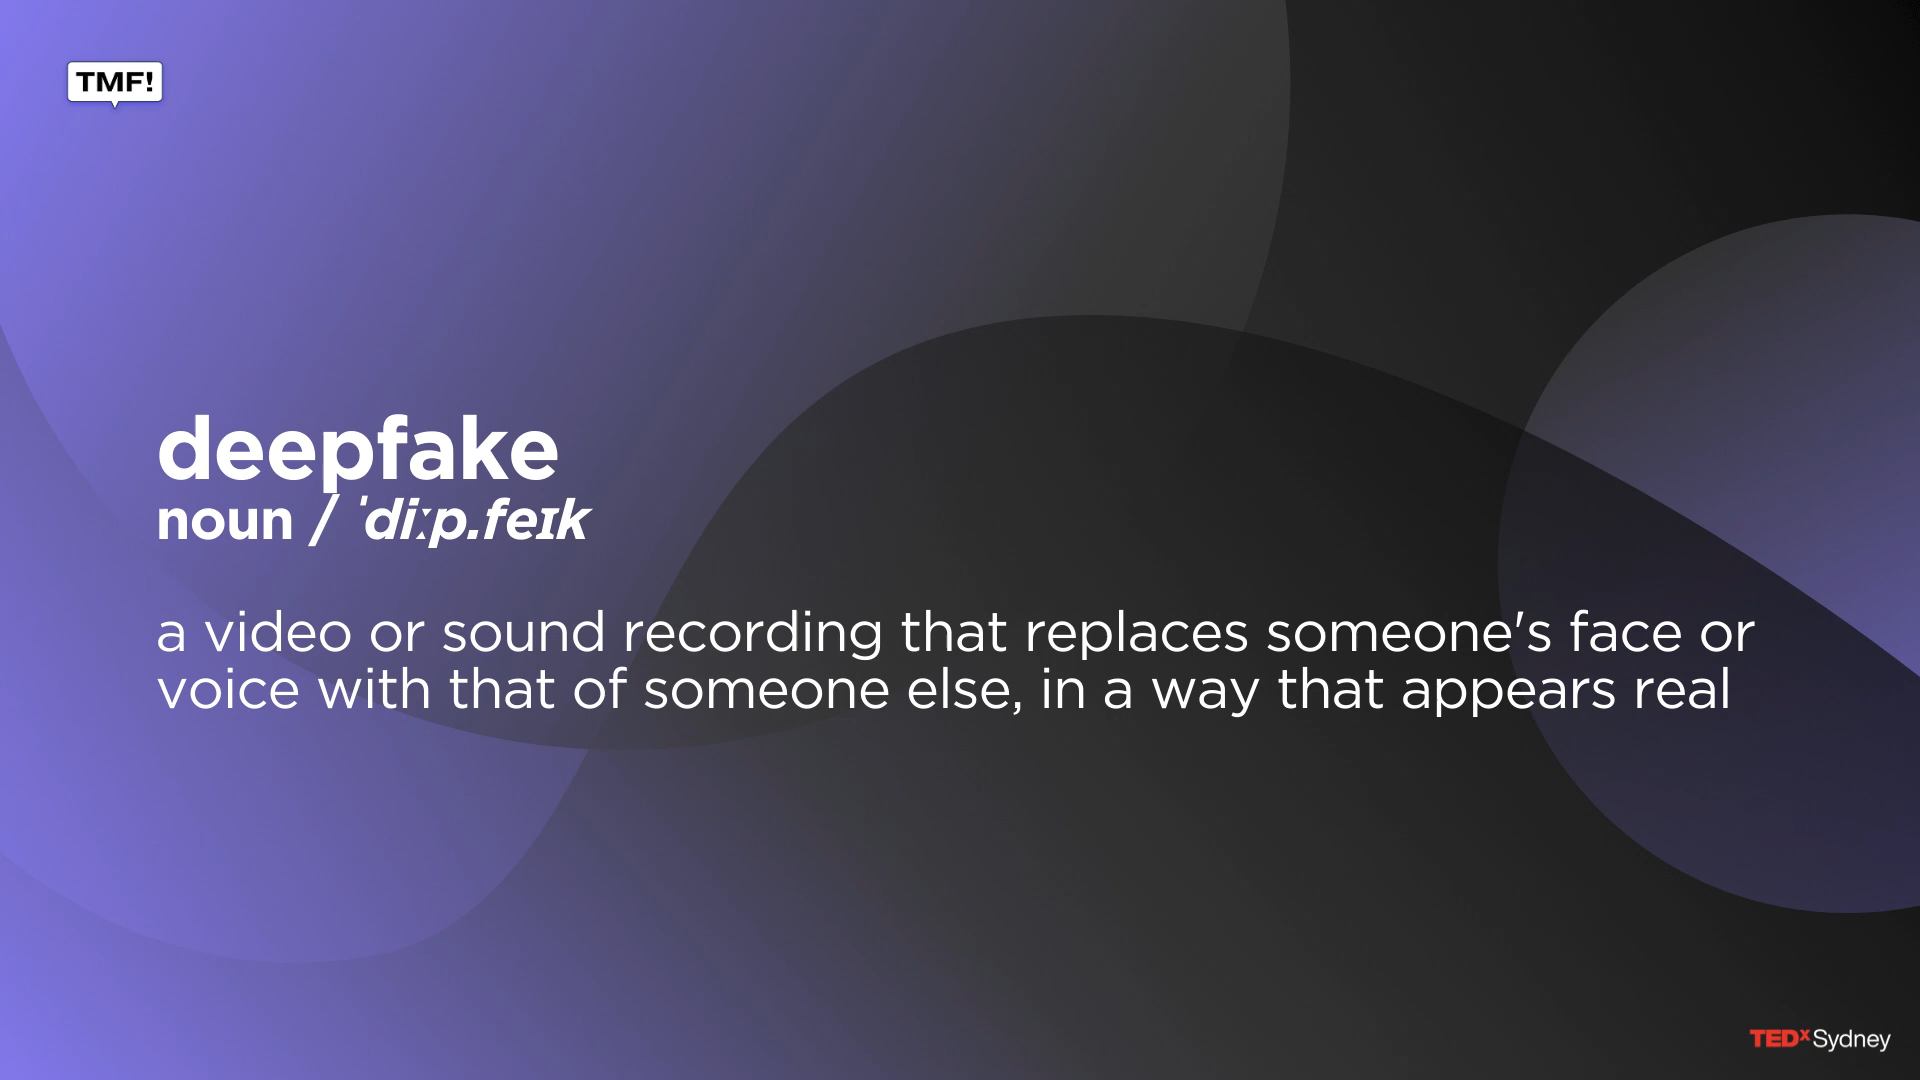 TMF!
deepfake
noun / ˈdiːp.feɪk
a video or sound recording that replaces someone's face or
voice with that of someone else, in a way that appears real
TEDxSydney